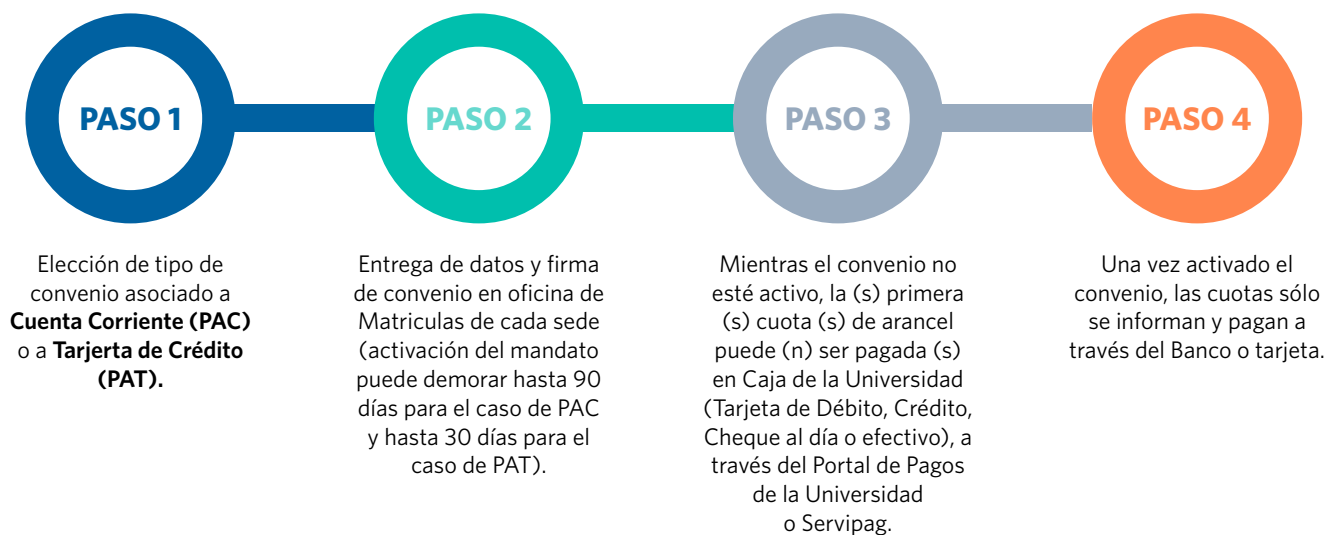 PASO 1
Elección de tipo de
convenio asociado a
Cuenta Corriente (PAC)
o a Tarjerta de Crédito
(PAT).
PASO 2
Entrega de datos y firma
de convenio en oficina de
Matriculas de cada sede
(activación del mandato
puede demorar hasta 90
días para el caso de PAC
y hasta 30 días para el
caso de PAT).
PASO 3
Mientras el convenio no
esté activo, la (s) primera
(s) cuota (s) de arancel
puede (n) ser pagada (s)
en Caja de la Universidad
(Tarjeta de Débito, Crédito,
Cheque al día o efectivo), a
través del Portal de Pagos
de la Universidad
o Servipag.
PASO 4
Una vez activado el
convenio, las cuotas sólo
se informan y pagan a
través del Banco o tarjeta.